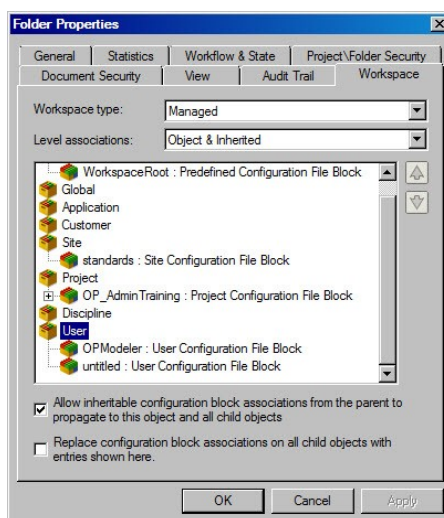 Folder Properties
General
Statistics
Workflow & State
Project\Folder Security
Document Security
View
Audit Trail
Workspace
Workspace type:
Managed
Level associations:
Object & Inherited
WorkspaceRoot : Predefined Configuration File Block
Global
Application
Customer
Site
standards : Site Configuration File Block
Project
OP_AdminTraining : Project Configuration File Block
Discipline
User
OPModeler : User Configuration File Block
untitled : User Configuration File Block
Allow inheritable configuration block associations from the parent to
propagate to this object and all child objects
Replace configuration block associations on all child objects with
entries shown here.
OK
Cancel
Apply